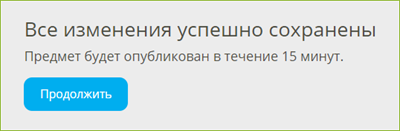 Все изменения успешно сохранены
Предмет будет опубликован в течение 15 минут.
Продолжить